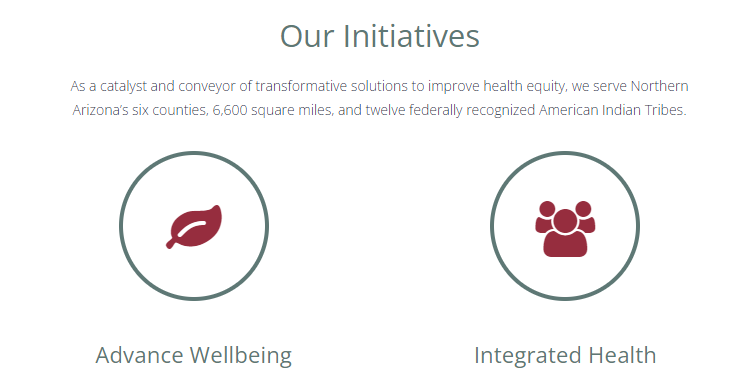 Our Initiatives
As a catalyst and conveyor of transformative solutions to improve health equity, we serve Northern
Arizona’s six counties, 6,600 square miles, and twelve federally recognized American Indian Tribes.
Advance Wellbeing
Integrated Health